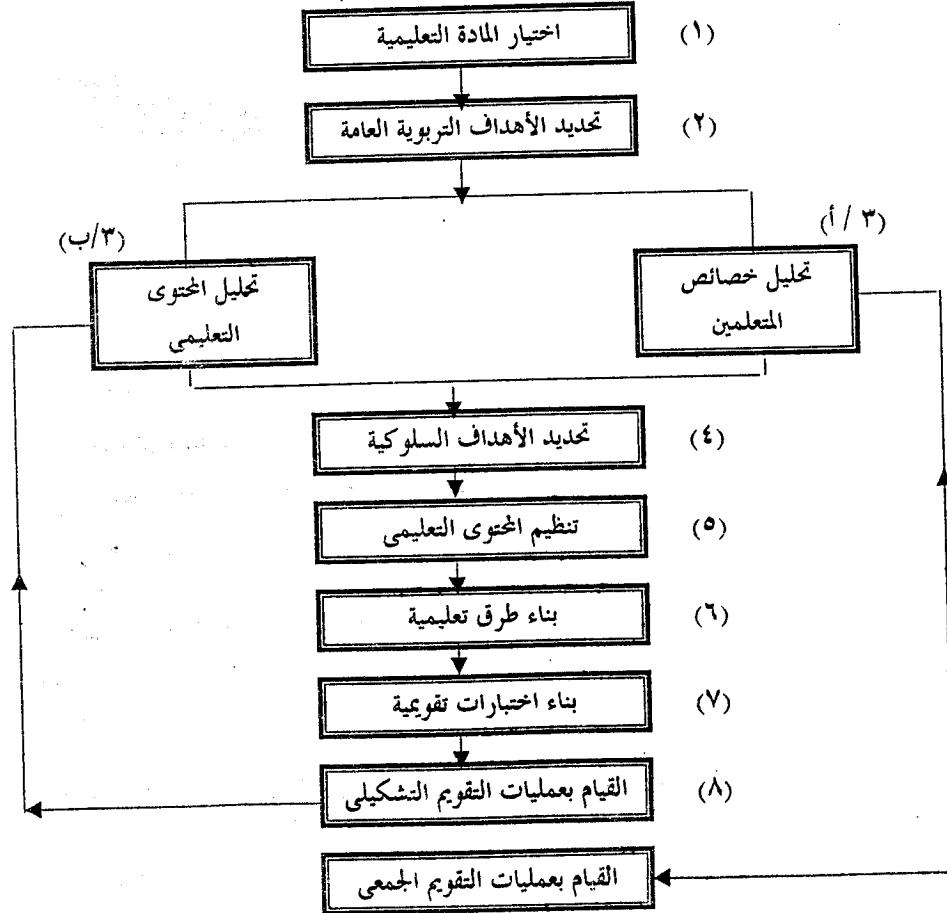 اختيار المادة التعليمية
(١)
تحديد الأهداف التربوية العامة
(٢)
(٣ / أ)
تحليل خصائص
المتعلمين
(٣/ب)
تحليل المحتوى
التعليمى
تحديد الأهداف السلوكية
(٤)
تنظيم المحتوى التعليمى
(٥)
بناء طرق تعليمية
(٦)
بناء اختبارات تقويمية
(٧)
القيام بعمليات التقويم التشكيلى
(٨)
القيام بعمليات التقويم الجمعى